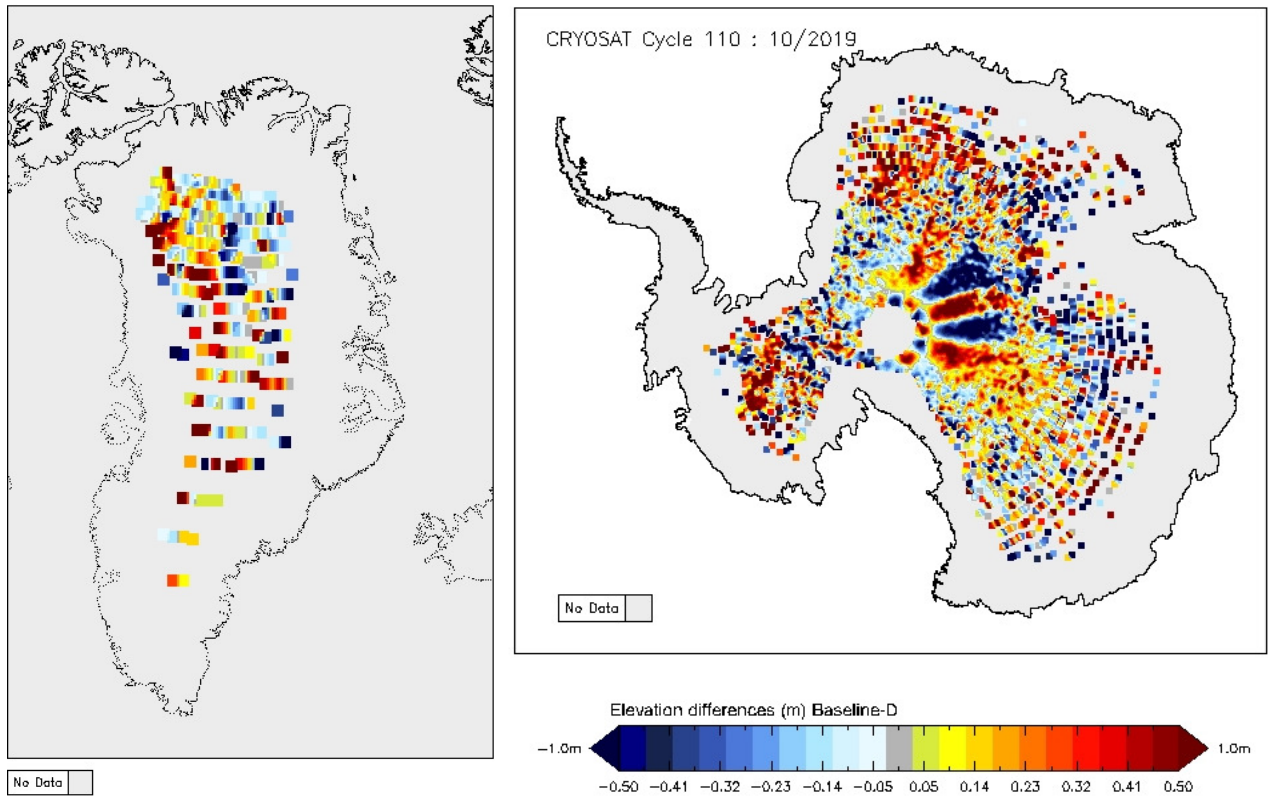 CRYOSAT Cycle 110 : 10/2019
No Data
Elevation differences (m) Baseline-D
-1.0m
1.0m
-0.50 -0.41 -0.32 -0.23 -0.14 -0.05 0.05 0.14 0.23 0.32 0.41 0.50
No Data